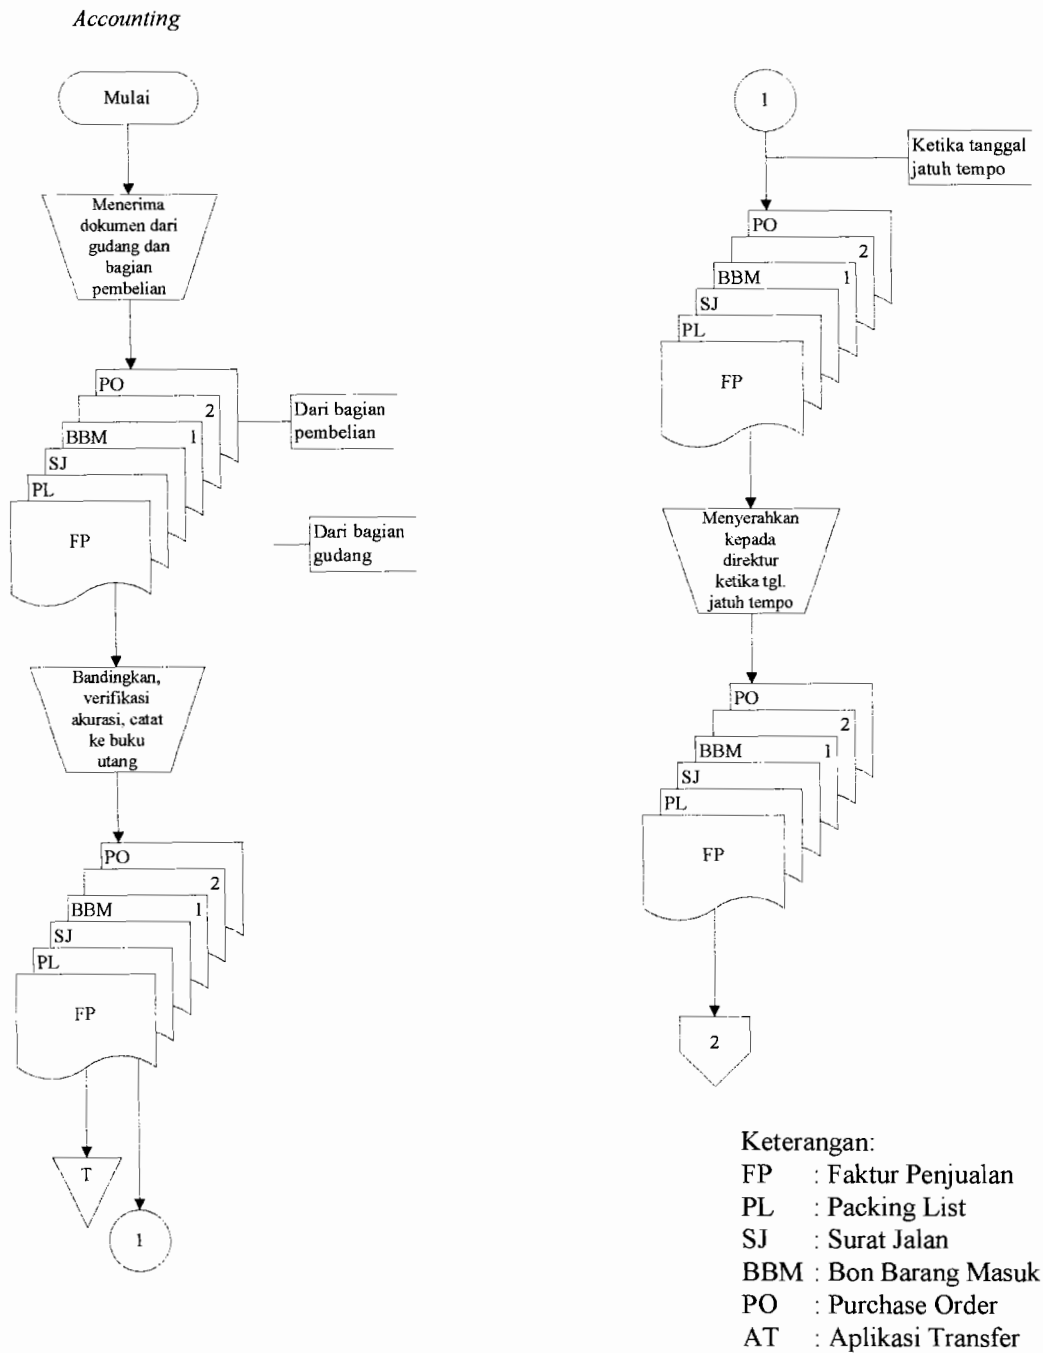 Accounting
Mulai
Menerima
dokumen dari
gudang dan
bagian
pembelian
PO
2
BBM 1
SJ
PL
FP
Dari bagian
pembelian
Dari bagian
gudang
Bandingkan,
verifikasi
akurasi, catat
ke buku
utang
PO
2
BBM 1
SJ
PL
FP
T
1
1
Ketika tanggal
jatuh tempo
PO
2
BBM 1
SJ
PL
FP
Menyerahkan
kepada
direktur
ketika tgl.
jatuh tempo
PO
2
BBM 1
SJ
PL
FP
2
Keterangan:
FP : Faktur Penjualan
PL : Packing List
SJ : Surat Jalan
BBM : Bon Barang Masuk
PO : Purchase Order
AT : Aplikasi Transfer